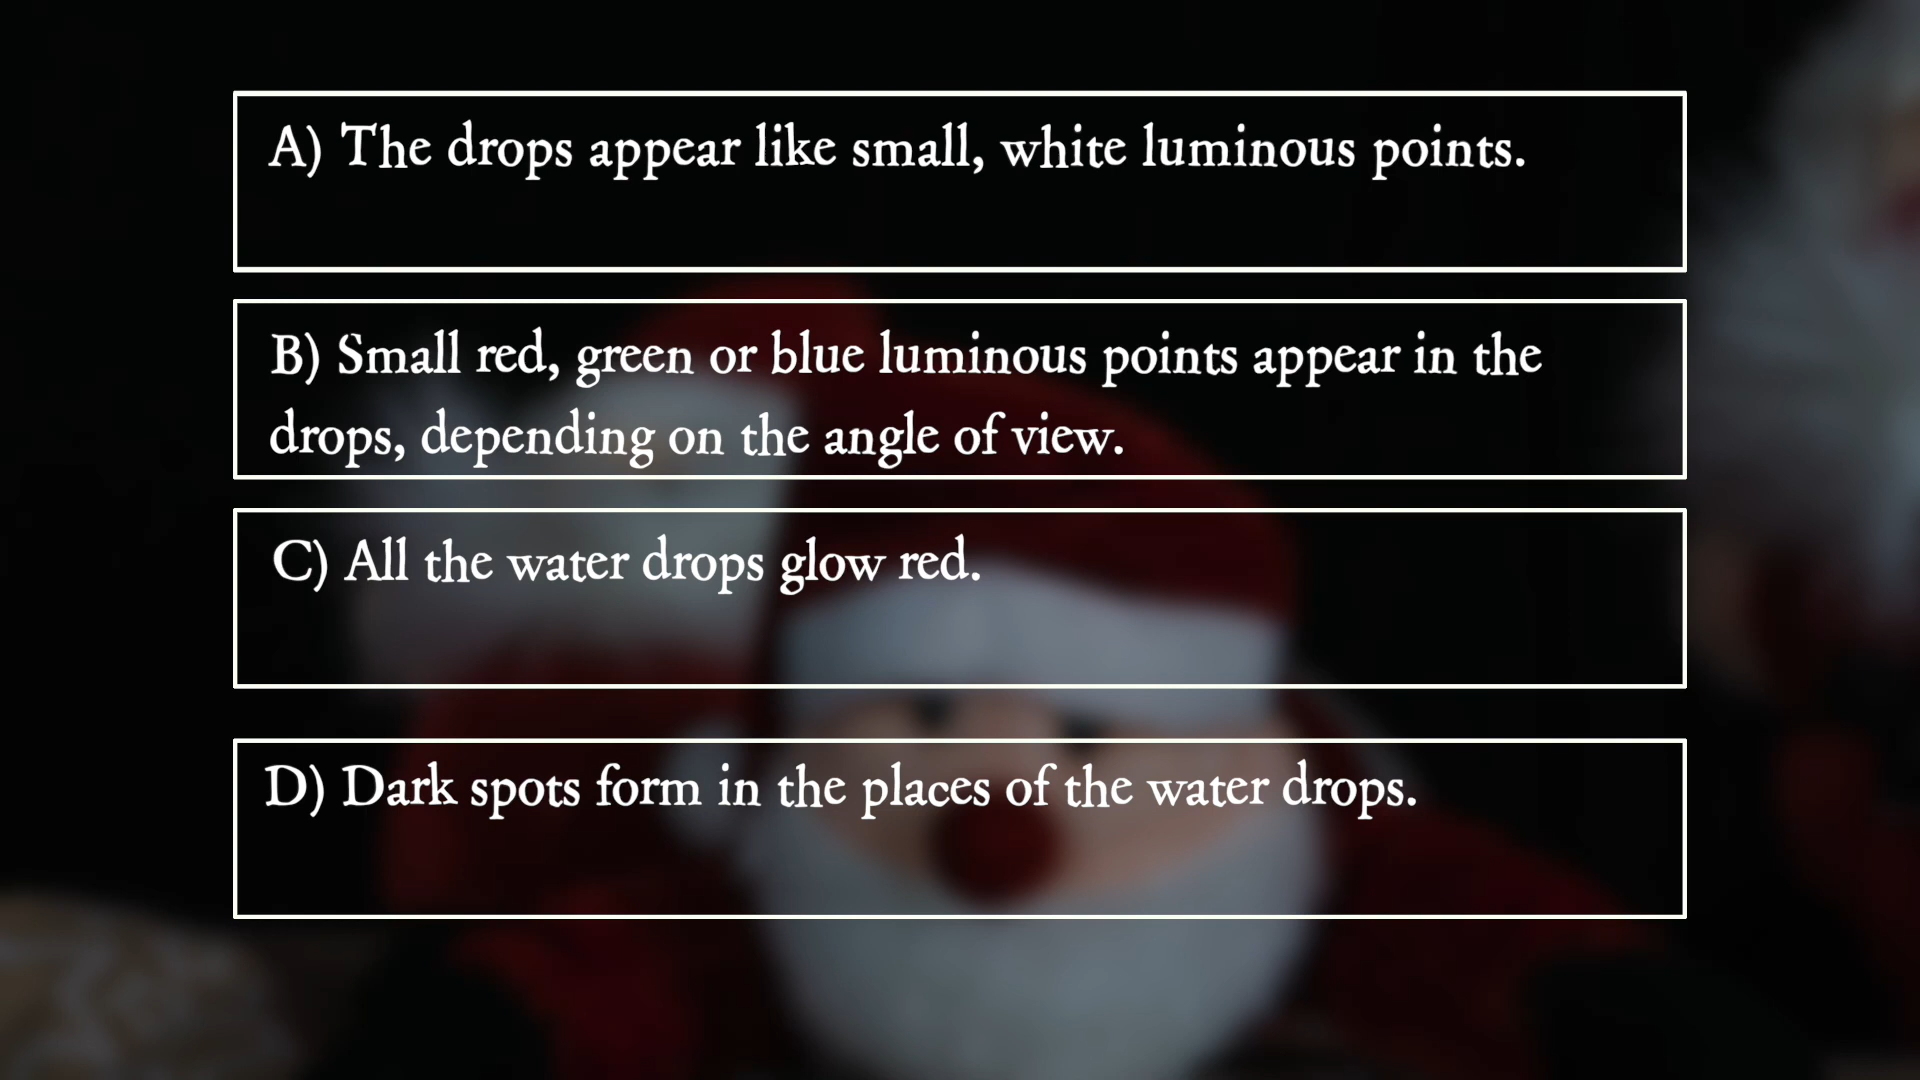 A) The drops appear like small, white luminous points.
B) Small red, green or blue luminous points appear in the
drops, depending on the angle of view.
C) All the water drops glow red.
D) Dark spots form in the places of the water drops.